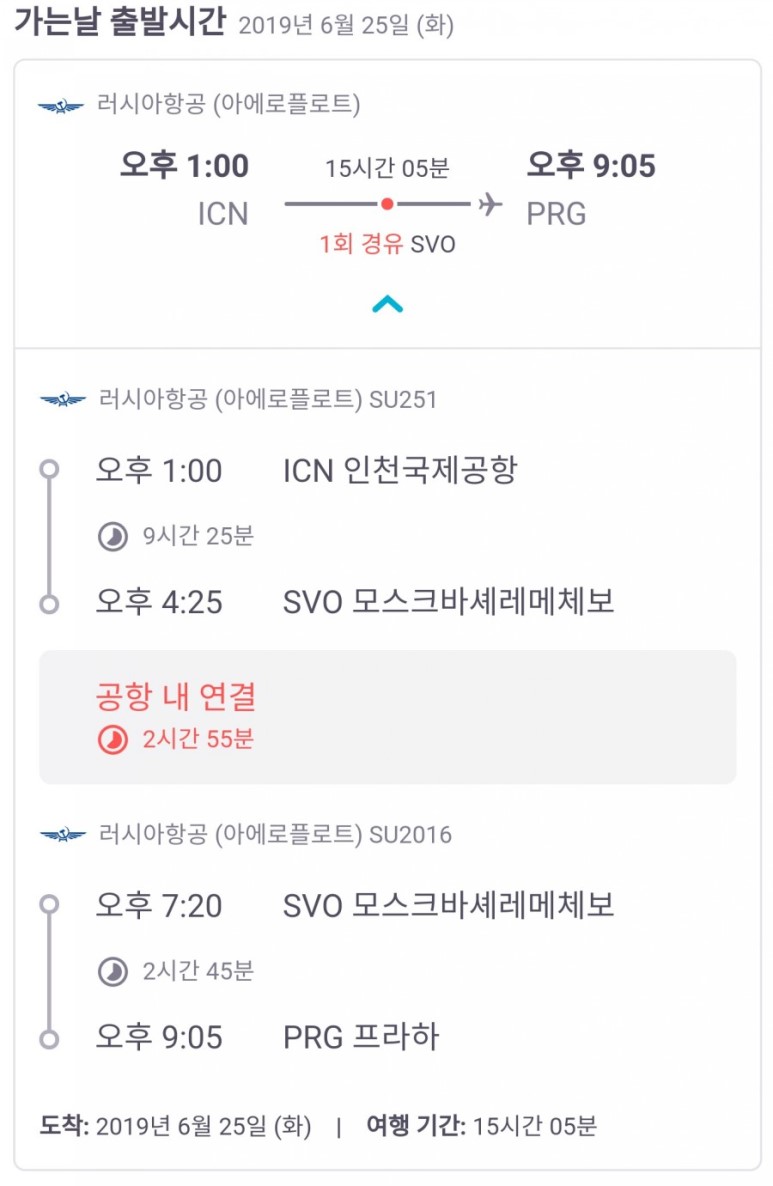 가는날 출발시간 2019년 6월 25일 (화)
러시아항공 (아에로플로트)
오후 1:00 15시간 05분 오후 9:05
ICN PRG
1회 경유 SVO
러시아항공 (아에로플로트) SU251
오후 1:00 ICN 인천국제공항
9시간 25분
오후 4:25 SVO 모스크바셰레메체보
공항 내 연결
2시간 55분
러시아항공 (아에로플로트) SU2016
오후 7:20 SVO 모스크바셰레메체보
2시간 45분
오후 9:05 PRG 프라하
도착: 2019년 6월 25일 (화) | 여행 기간: 15시간 05분